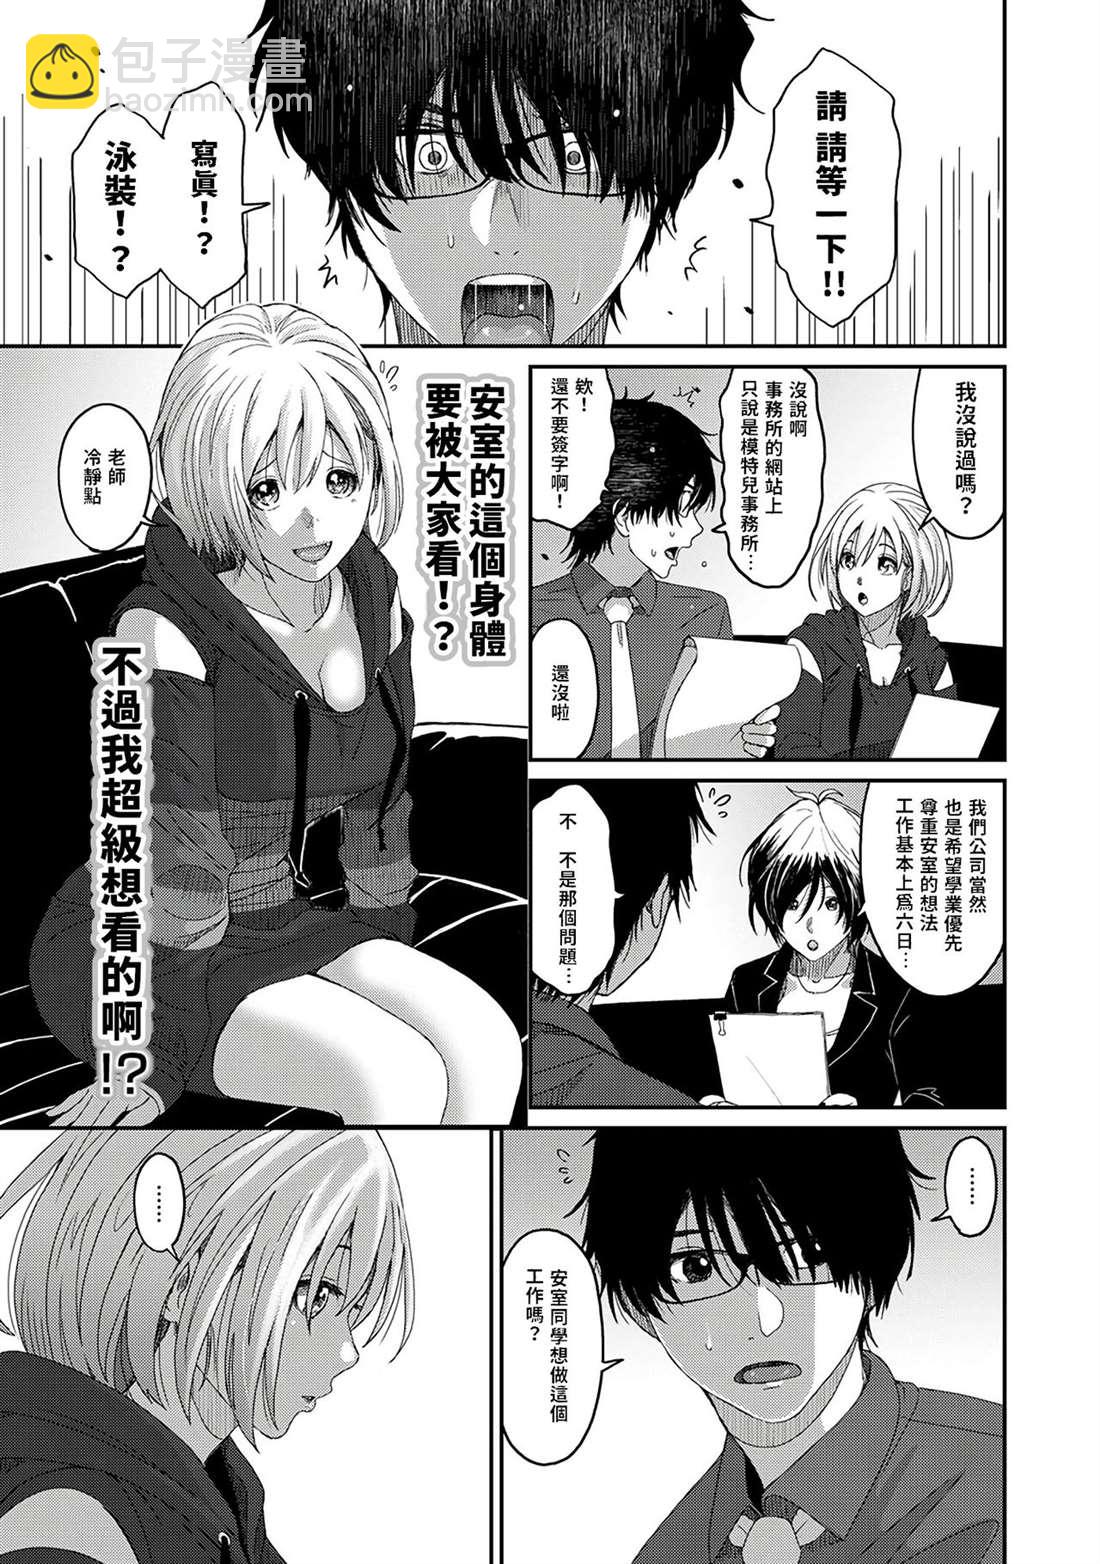 包子漫畫
baozimh.com
請 請等一下!!
寫眞!?
泳裝!?
我沒說過嗎?
沒說啊
事務所的網站上
只說是模特兒事務所…
欸!
還不要簽字啊!
還沒啦
安室的這個身體
要被大家看!?
老師
冷靜點
不過我超級想看的啊!?
我們公司當然
也是希望學業優先
尊重安室的想法
工作基本上爲六日…
不 不是那個問題…
……
安室同學想做這個
工作嗎?
……